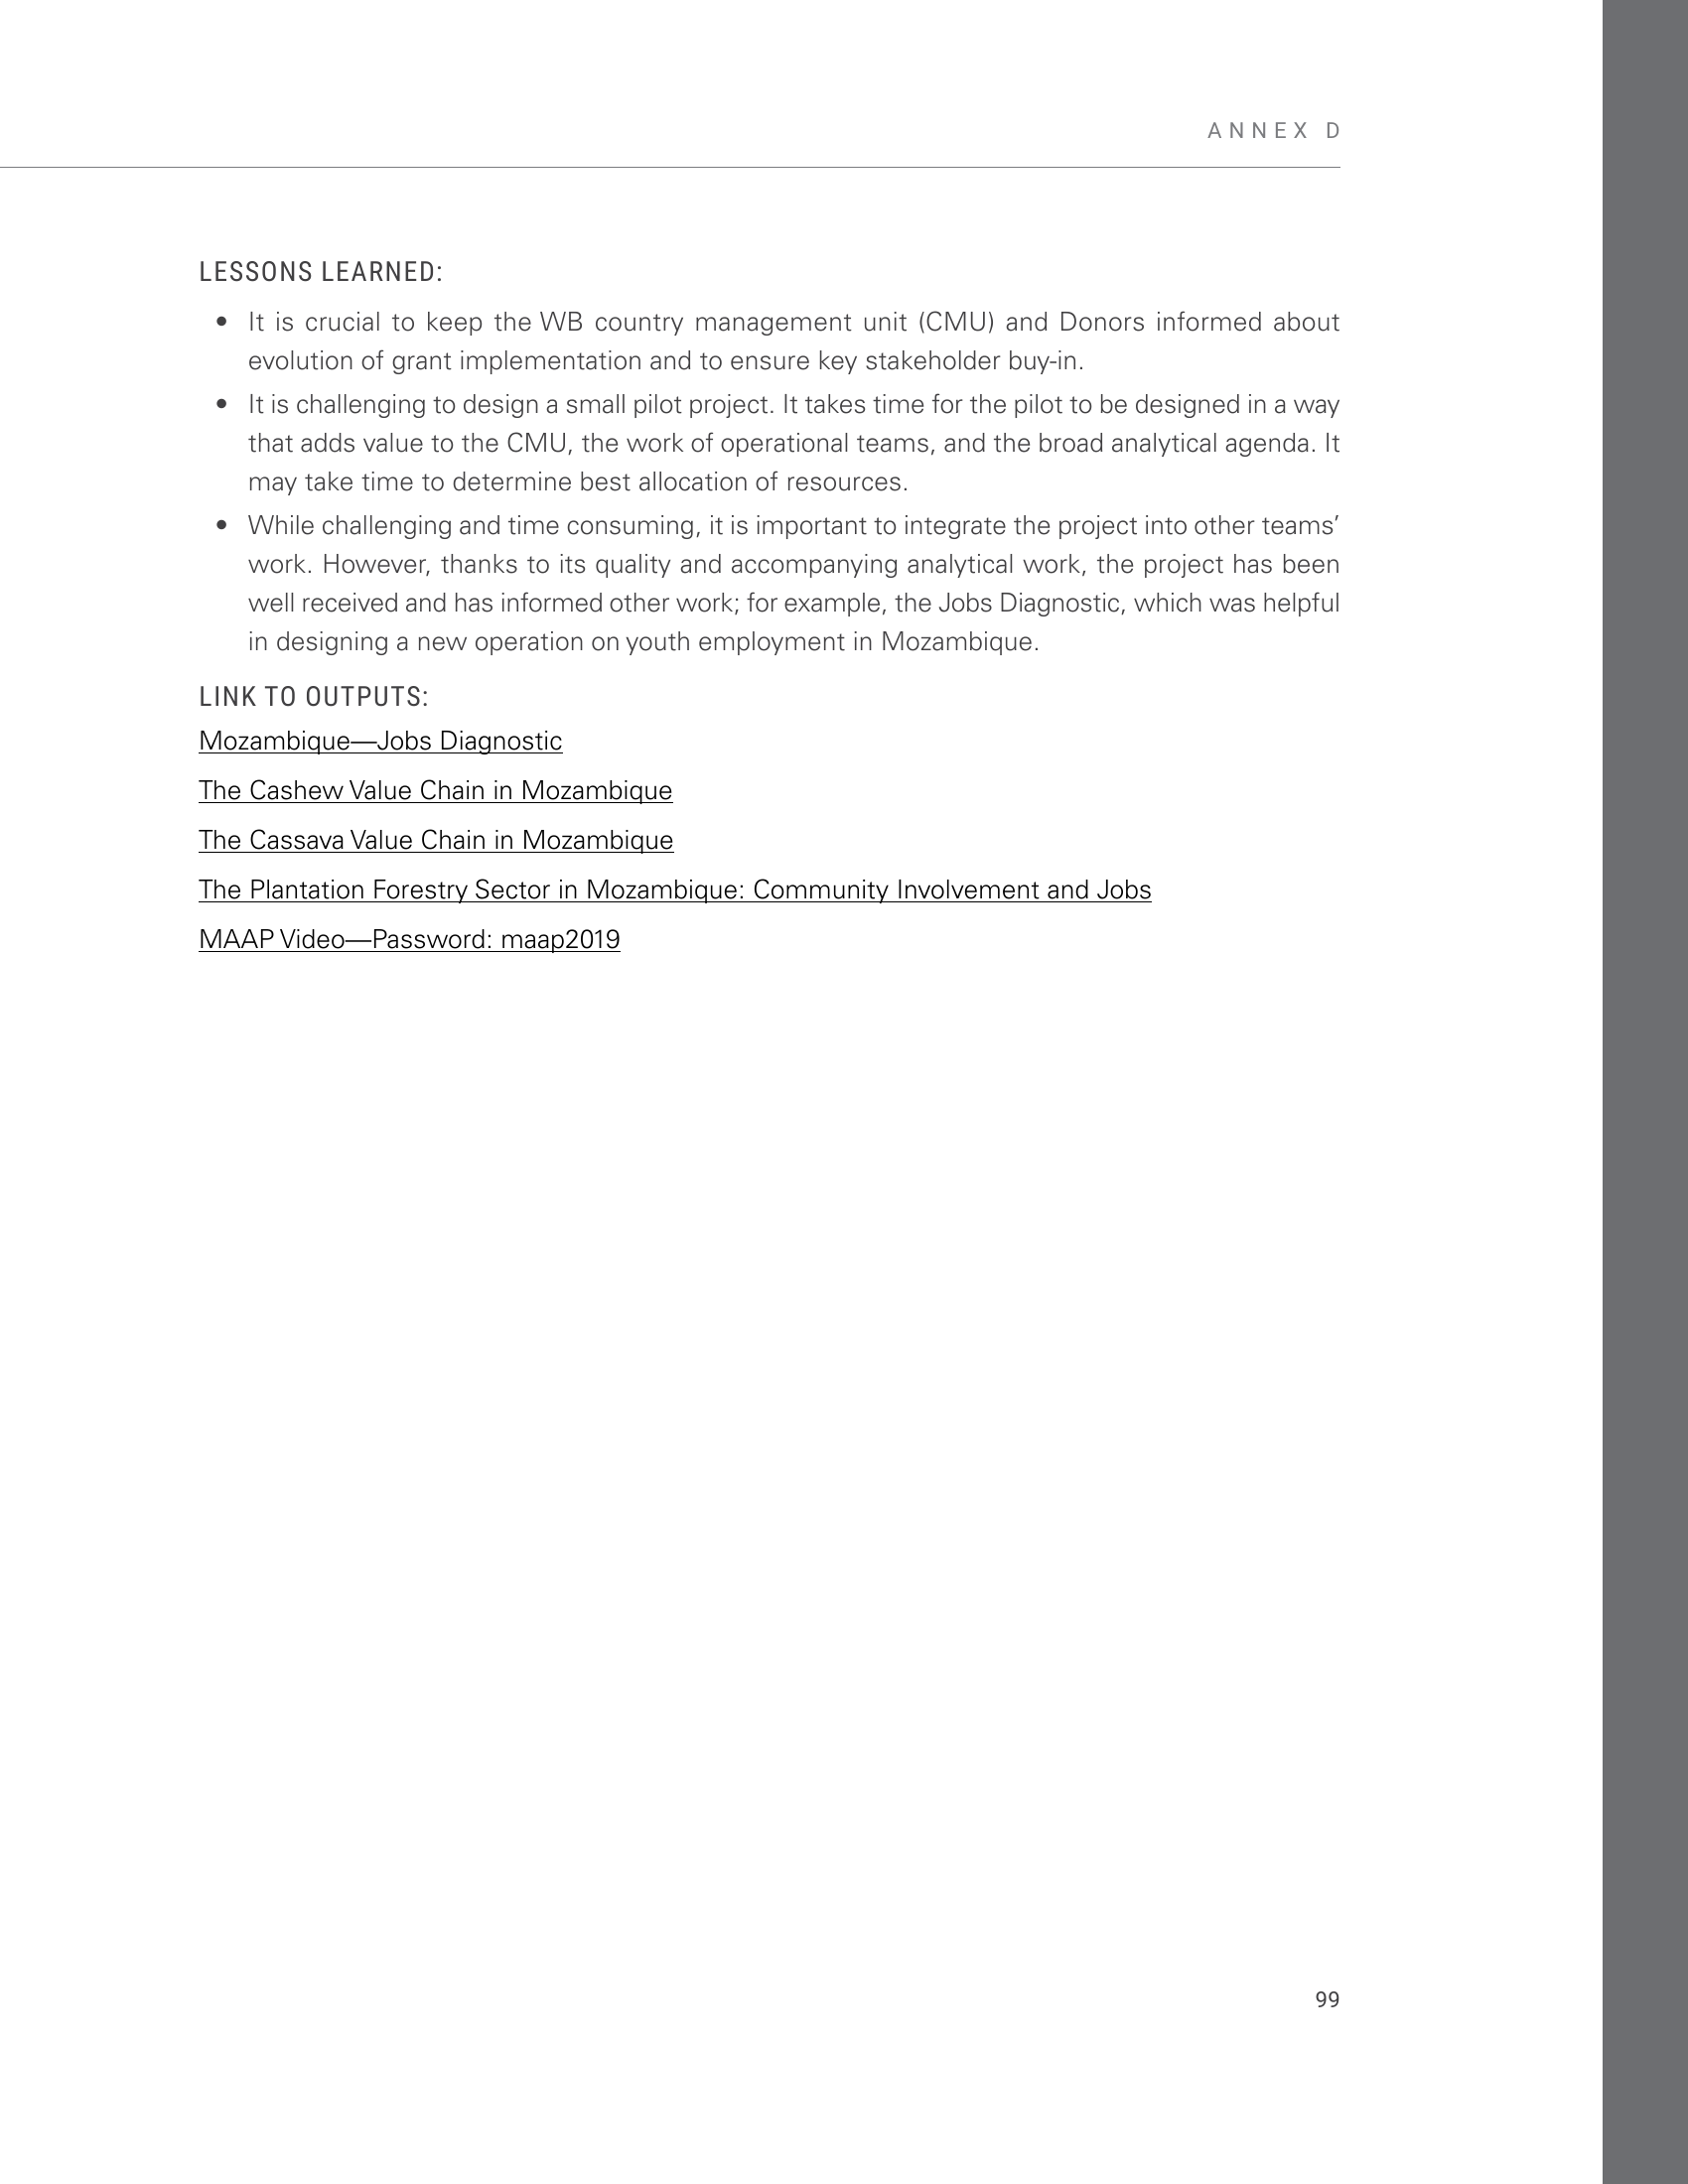 ANNEX D
LESSONS LEARNED:
• It is crucial to keep the WB country management unit (CMU) and Donors informed about
evolution of grant implementation and to ensure key stakeholder buy-in.
• It is challenging to design a small pilot project. It takes time for the pilot to be designed in a way
that adds value to the CMU, the work of operational teams, and the broad analytical agenda. It
may take time to determine best allocation of resources.
• While challenging and time consuming, it is important to integrate the project into other teams’
work. However, thanks to its quality and accompanying analytical work, the project has been
well received and has informed other work; for example, the Jobs Diagnostic, which was helpful
in designing a new operation on youth employment in Mozambique.
LINK TO OUTPUTS:
Mozambique—Jobs Diagnostic
The Cashew Value Chain in Mozambique
The Cassava Value Chain in Mozambique
The Plantation Forestry Sector in Mozambique: Community Involvement and Jobs
MAAP Video—Password: maap2019
99